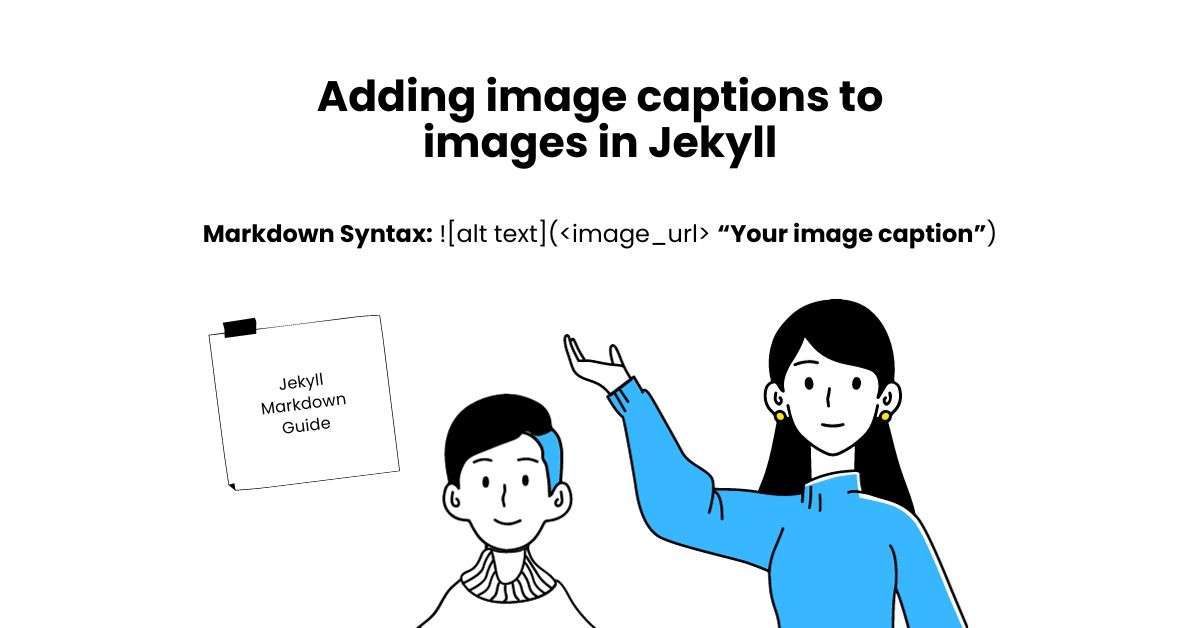 Adding image captions to
images in Jekyll
Markdown Syntax: ![alt text](<image_url> “Your image caption”)
Jekyll
Markdown
Guide